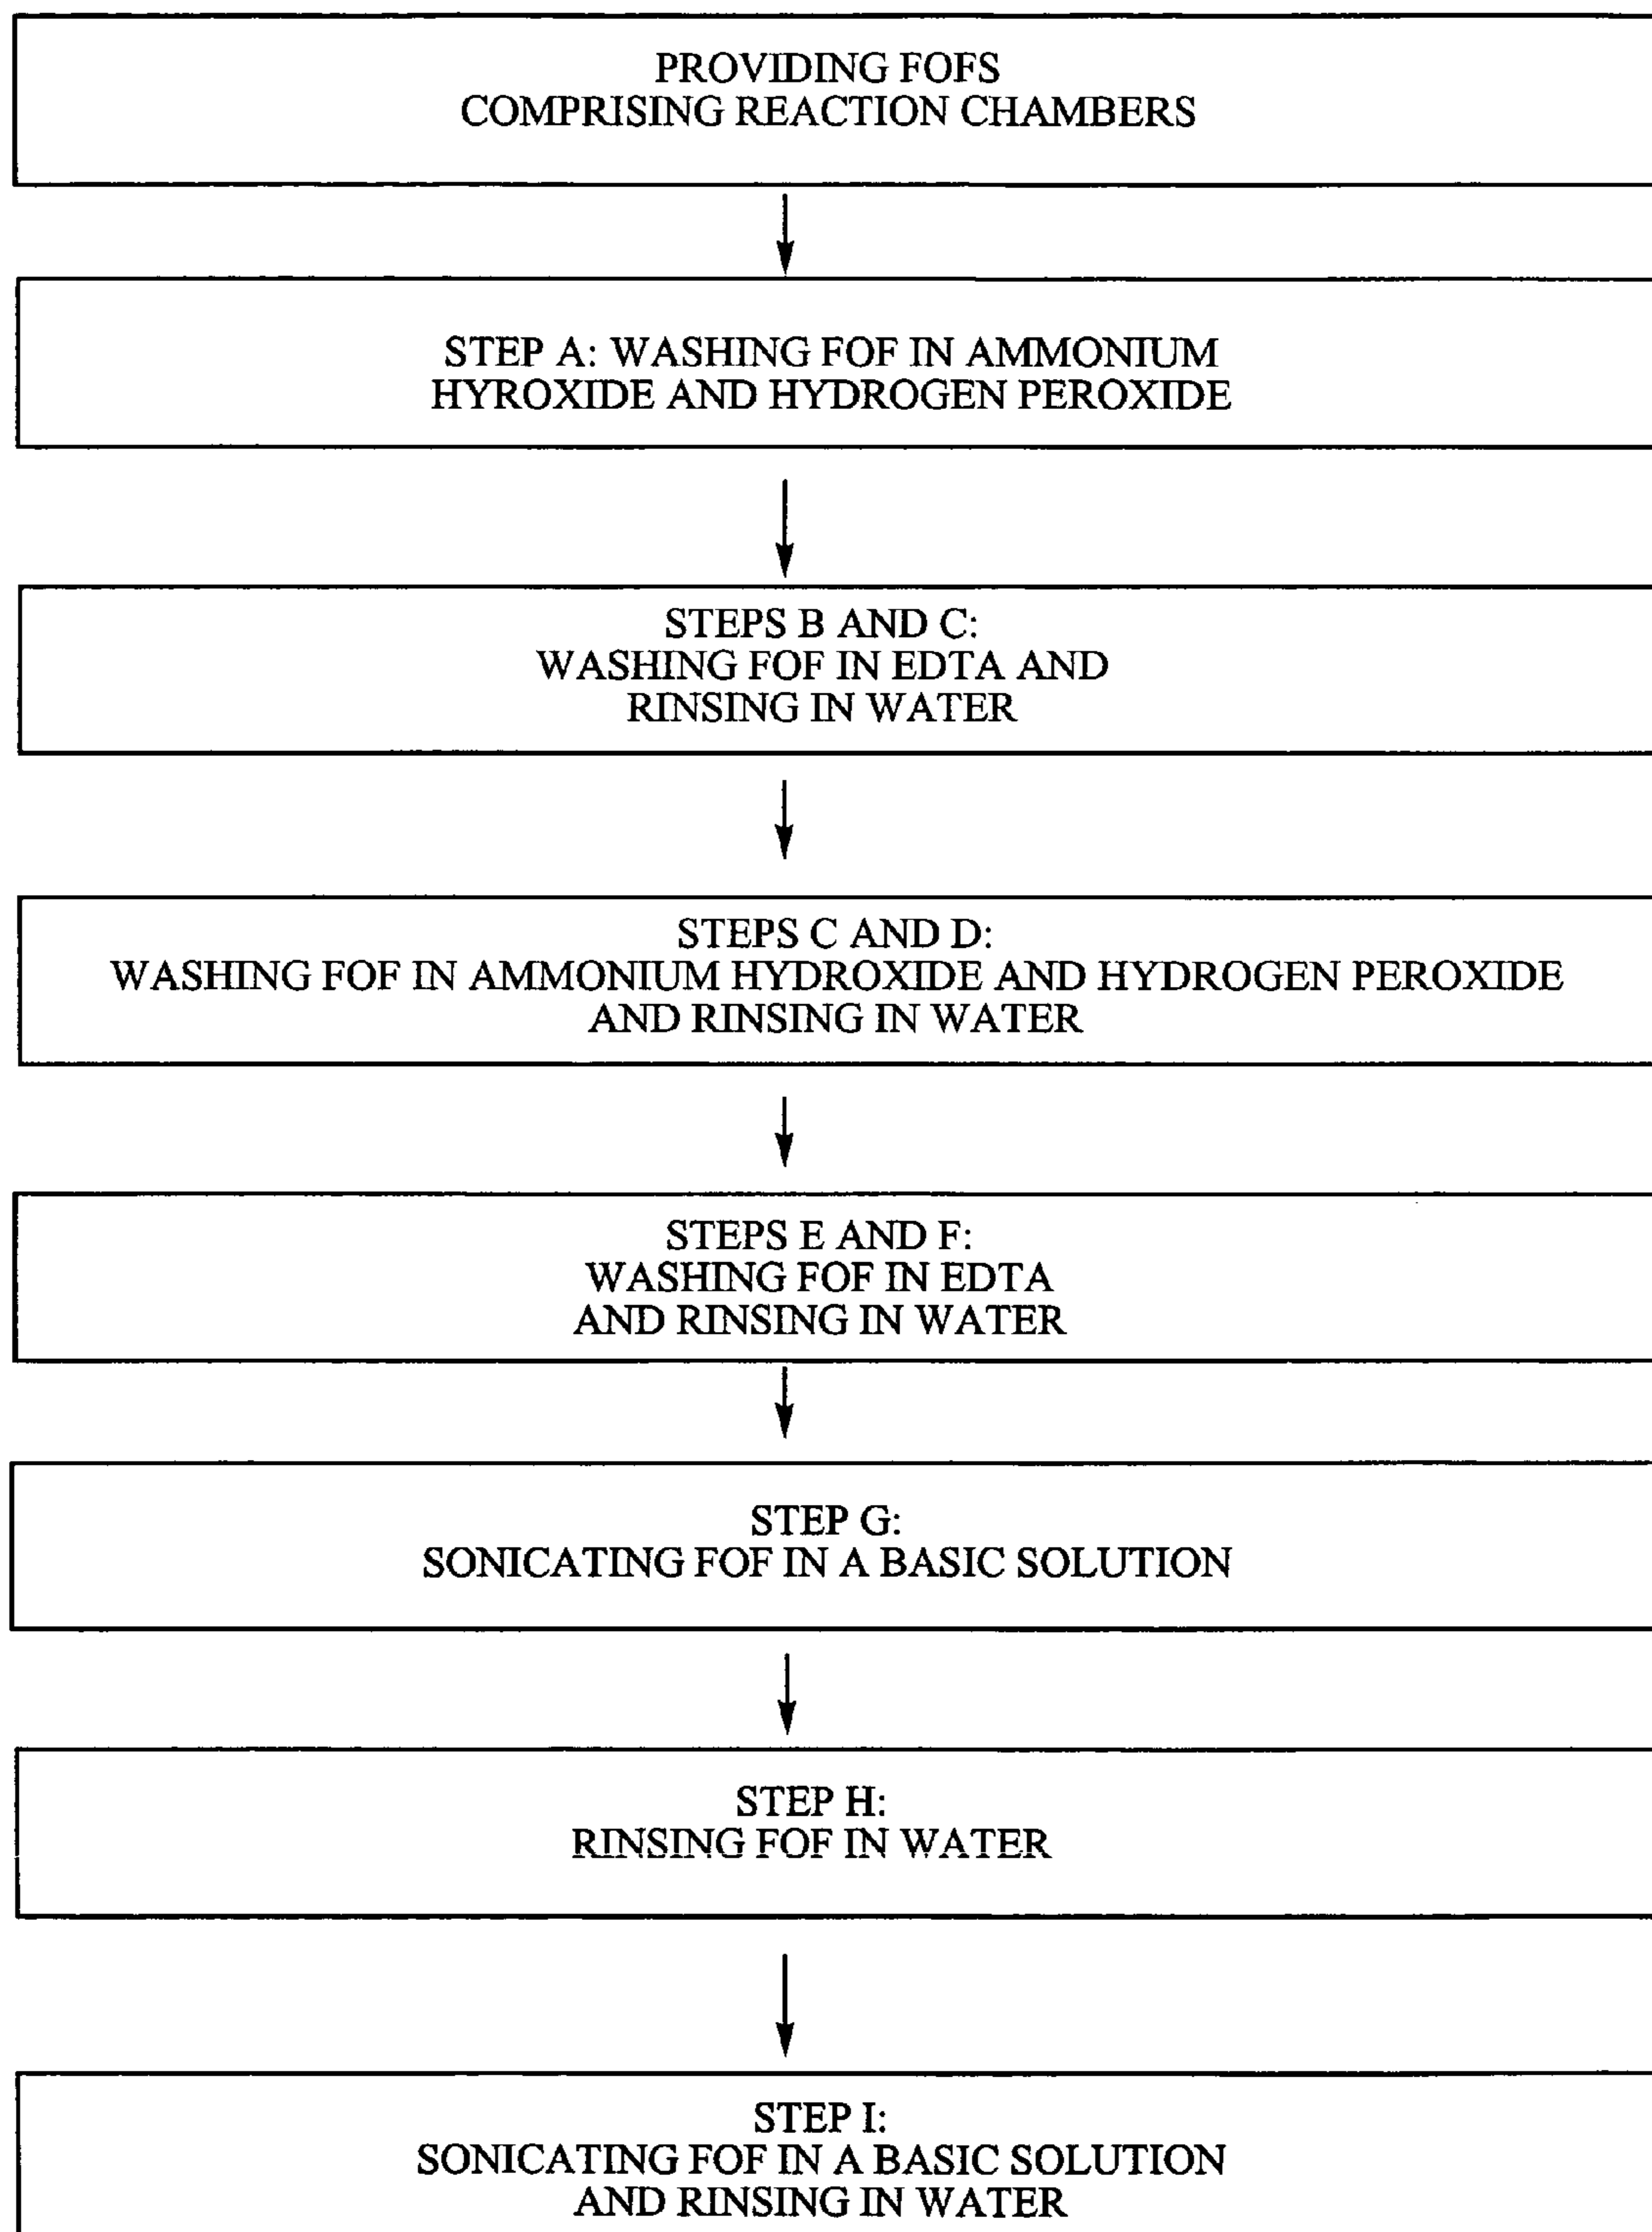 PROVIDING FOFS
COMPRISING REACTION CHAMBERS
STEP A: WASHING FOF IN AMMONIUM
HYROXIDE AND HYDROGEN PEROXIDE
STEPS B AND C:
WASHING FOF IN EDTA AND
RINSING IN WATER
STEPS C AND D:
WASHING FOF IN AMMONIUM HYDROXIDE AND HYDROGEN PEROXIDE
AND RINSING IN WATER
STEPS E AND F:
WASHING FOF IN EDTA
AND RINSING IN WATER
STEP G:
SONICATING FOF IN A BASIC SOLUTION
STEP H:
RINSING FOF IN WATER
STEP I:
SONICATING FOF IN A BASIC SOLUTION
AND RINSING IN WATER